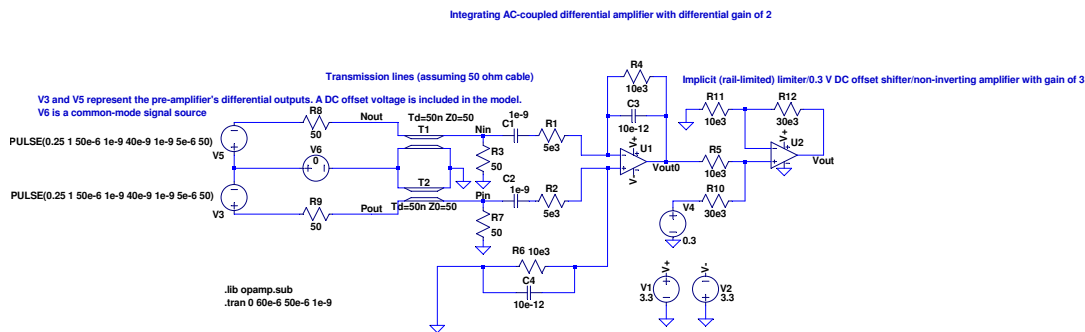 Integrating AC-coupled differential amplifier with differential gain of 2
Transmission lines (assuming 50 ohm cable)
Implicit (rail-limited) limiter/0.3 V DC offset shifter/non-inverting amplifier with gain of 3
V3 and V5 represent the pre-amplifier's differential outputs. A DC offset voltage is included in the model.
V6 is a common-mode signal source
R4
10e3
C3
10e-12
R11
10e3
R12
30e3
R8
50
Nout
Td=50n Z0=50
T1
Nin
1e-9
C1
R1
5e3
PULSE(0.25 1 50e-6 1e-9 40e-9 1e-9 5e-6 50)
V5
V6
0
R3
50
V+
U1
V-
Vout0
R5
10e3
V+
U2
Vout
T2
Td=50n Z0=50
PULSE(0.25 1 50e-6 1e-9 40e-9 1e-9 5e-6 50)
V3
R9
50
Pout
Pin
C2
1e-9
R2
5e3
R7
50
R10
30e3
V4
0.3
R6
10e3
C4
10e-12
V+
V1
3.3
V-
V2
3.3
.lib opamp.sub
.tran 0 60e-6 50e-6 1e-9